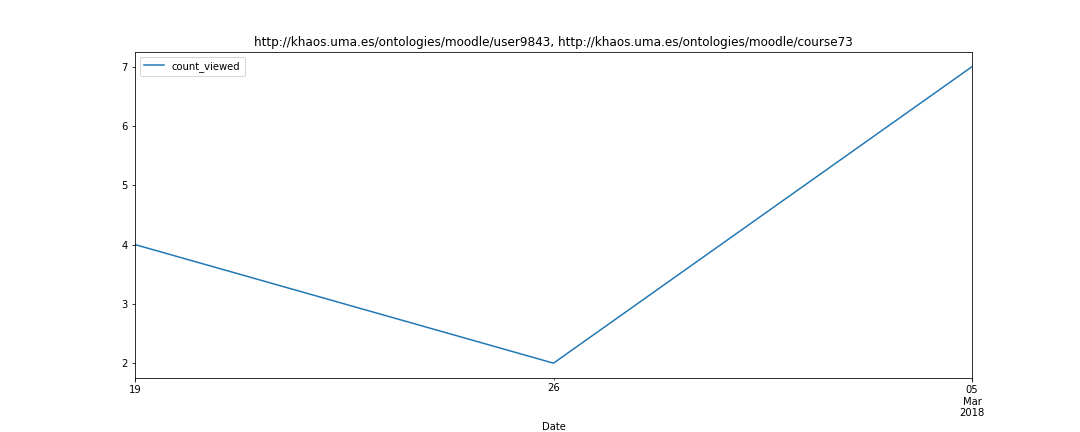 http://khaos.uma.es/ontologies/moodle/user9843, http://khaos.uma.es/ontologies/moodle/course73
count_viewed
7
6
5
4
3
2
19 26 05
Mar
2018
Date